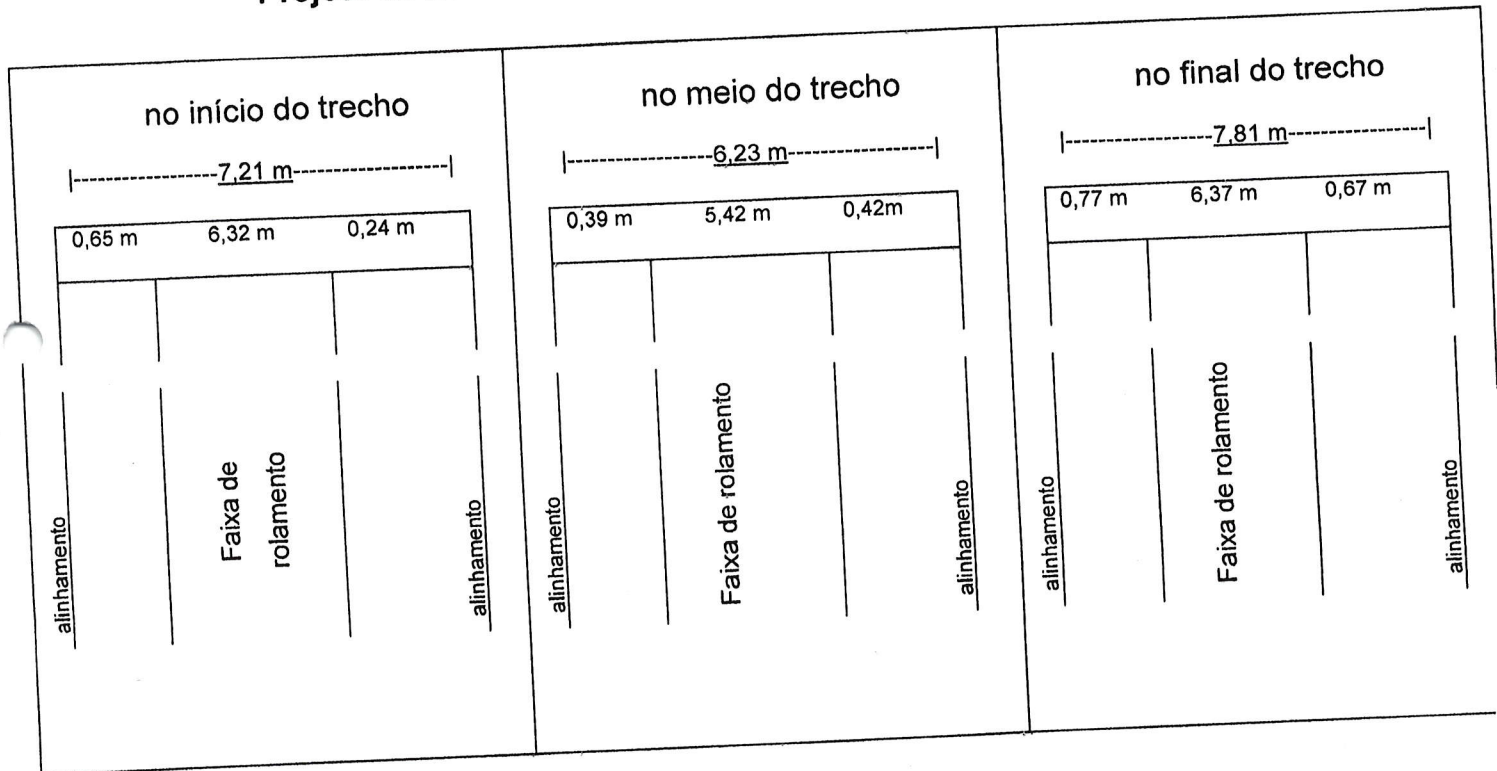 no início do trecho
|------------------7,21 m-------------------|
0,65 m 6,32 m 0,24 m
alinhamento
Faixa de
rolamento
alinhamento
no meio do trecho
|-------------------6,23 m-------------------|
0,39 m 5,42 m 0,42m
alinhamento
Faixa de rolamento
alinhamento
no final do trecho
|-------------------7,81 m------------------|
0,77 m 6,37 m 0,67 m
alinhamento
Faixa de rolamento
alinhamento